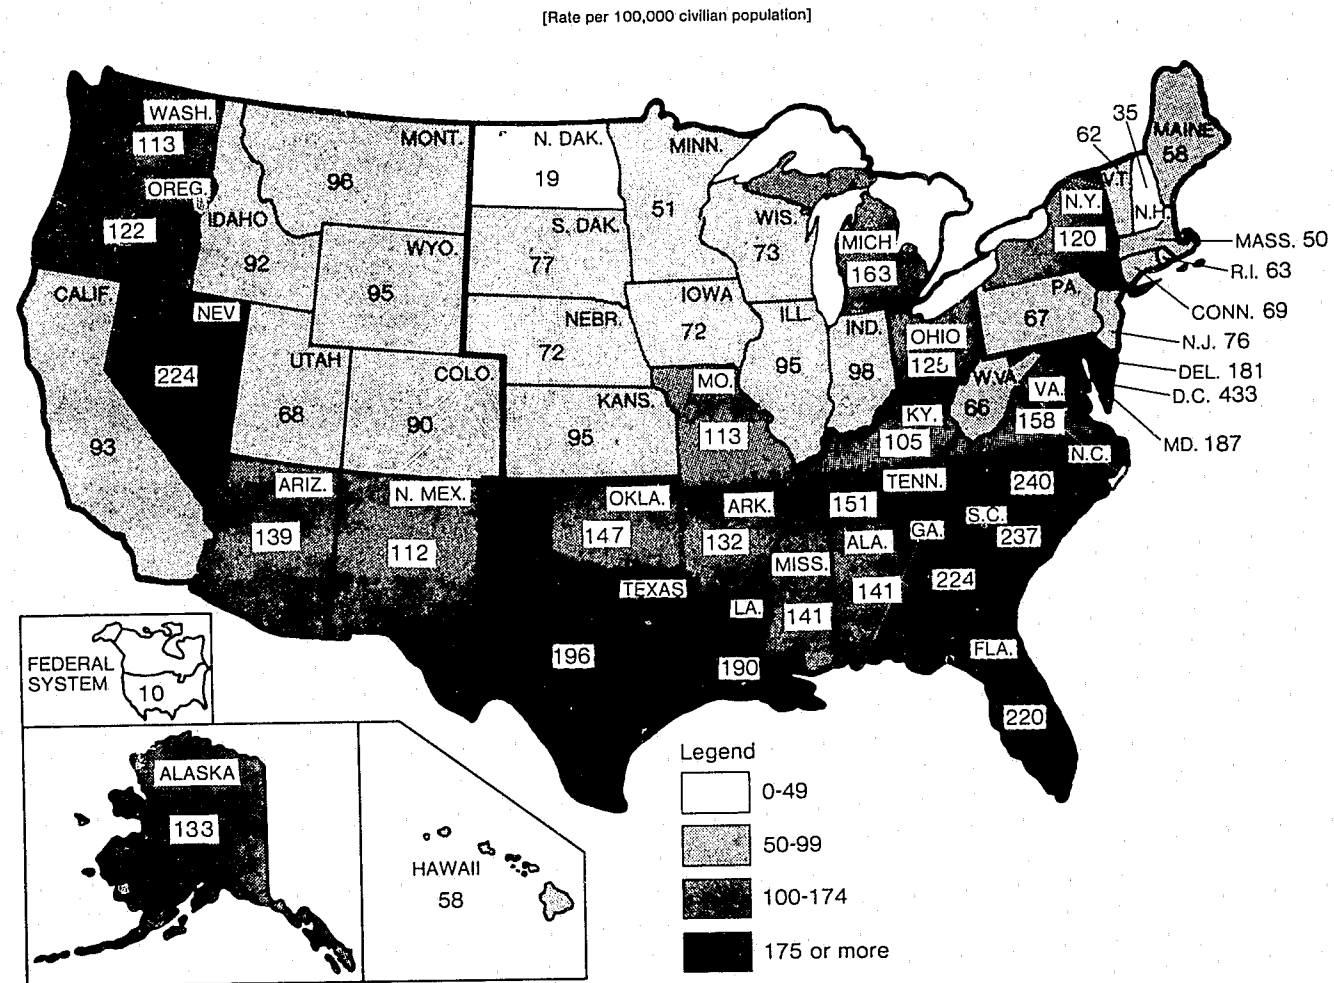 [Rate per 100,000 civilian population]
WASH.
113
OREG.
122
CALIF.
93
NEV
224
IDAHO
92
MONT.
96
WYO.
95
UTAH
68
COLO.
90
ARIZ.
139
N. MEX.
112
N. DAK.
19
S. DAK.
77
NEBR.
72
KANS.
95
OKLA.
147
TEXAS
196
MINN.
51
IOWA
72
MO.
113
ARK.
132
LA.
190
WIS.
73
ILL.
95
MICH
163
IND.
98
OHIO
125
KY.
105
TENN.
151
MISS.
141
ALA.
141
GA.
224
FLA.
220
S.C.
237
N.C.
240
VA.
158
W.VA.
66
PA.
67
N.Y.
120
62
V.T.
35
N.H.
MAINE
58
MASS. 50
R.I. 63
CONN. 69
N.J. 76
DEL. 181
D.C. 433
MD. 187
FEDERAL
SYSTEM
10
ALASKA
133
HAWAII
58
Legend
0-49
50-99
100-174
175 or more